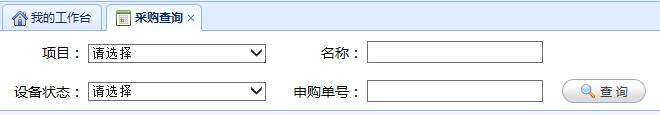 我的工作台 采购查询 ×
项目： 请选择 名称：
设备状态： 请选择 申购单号： 查询